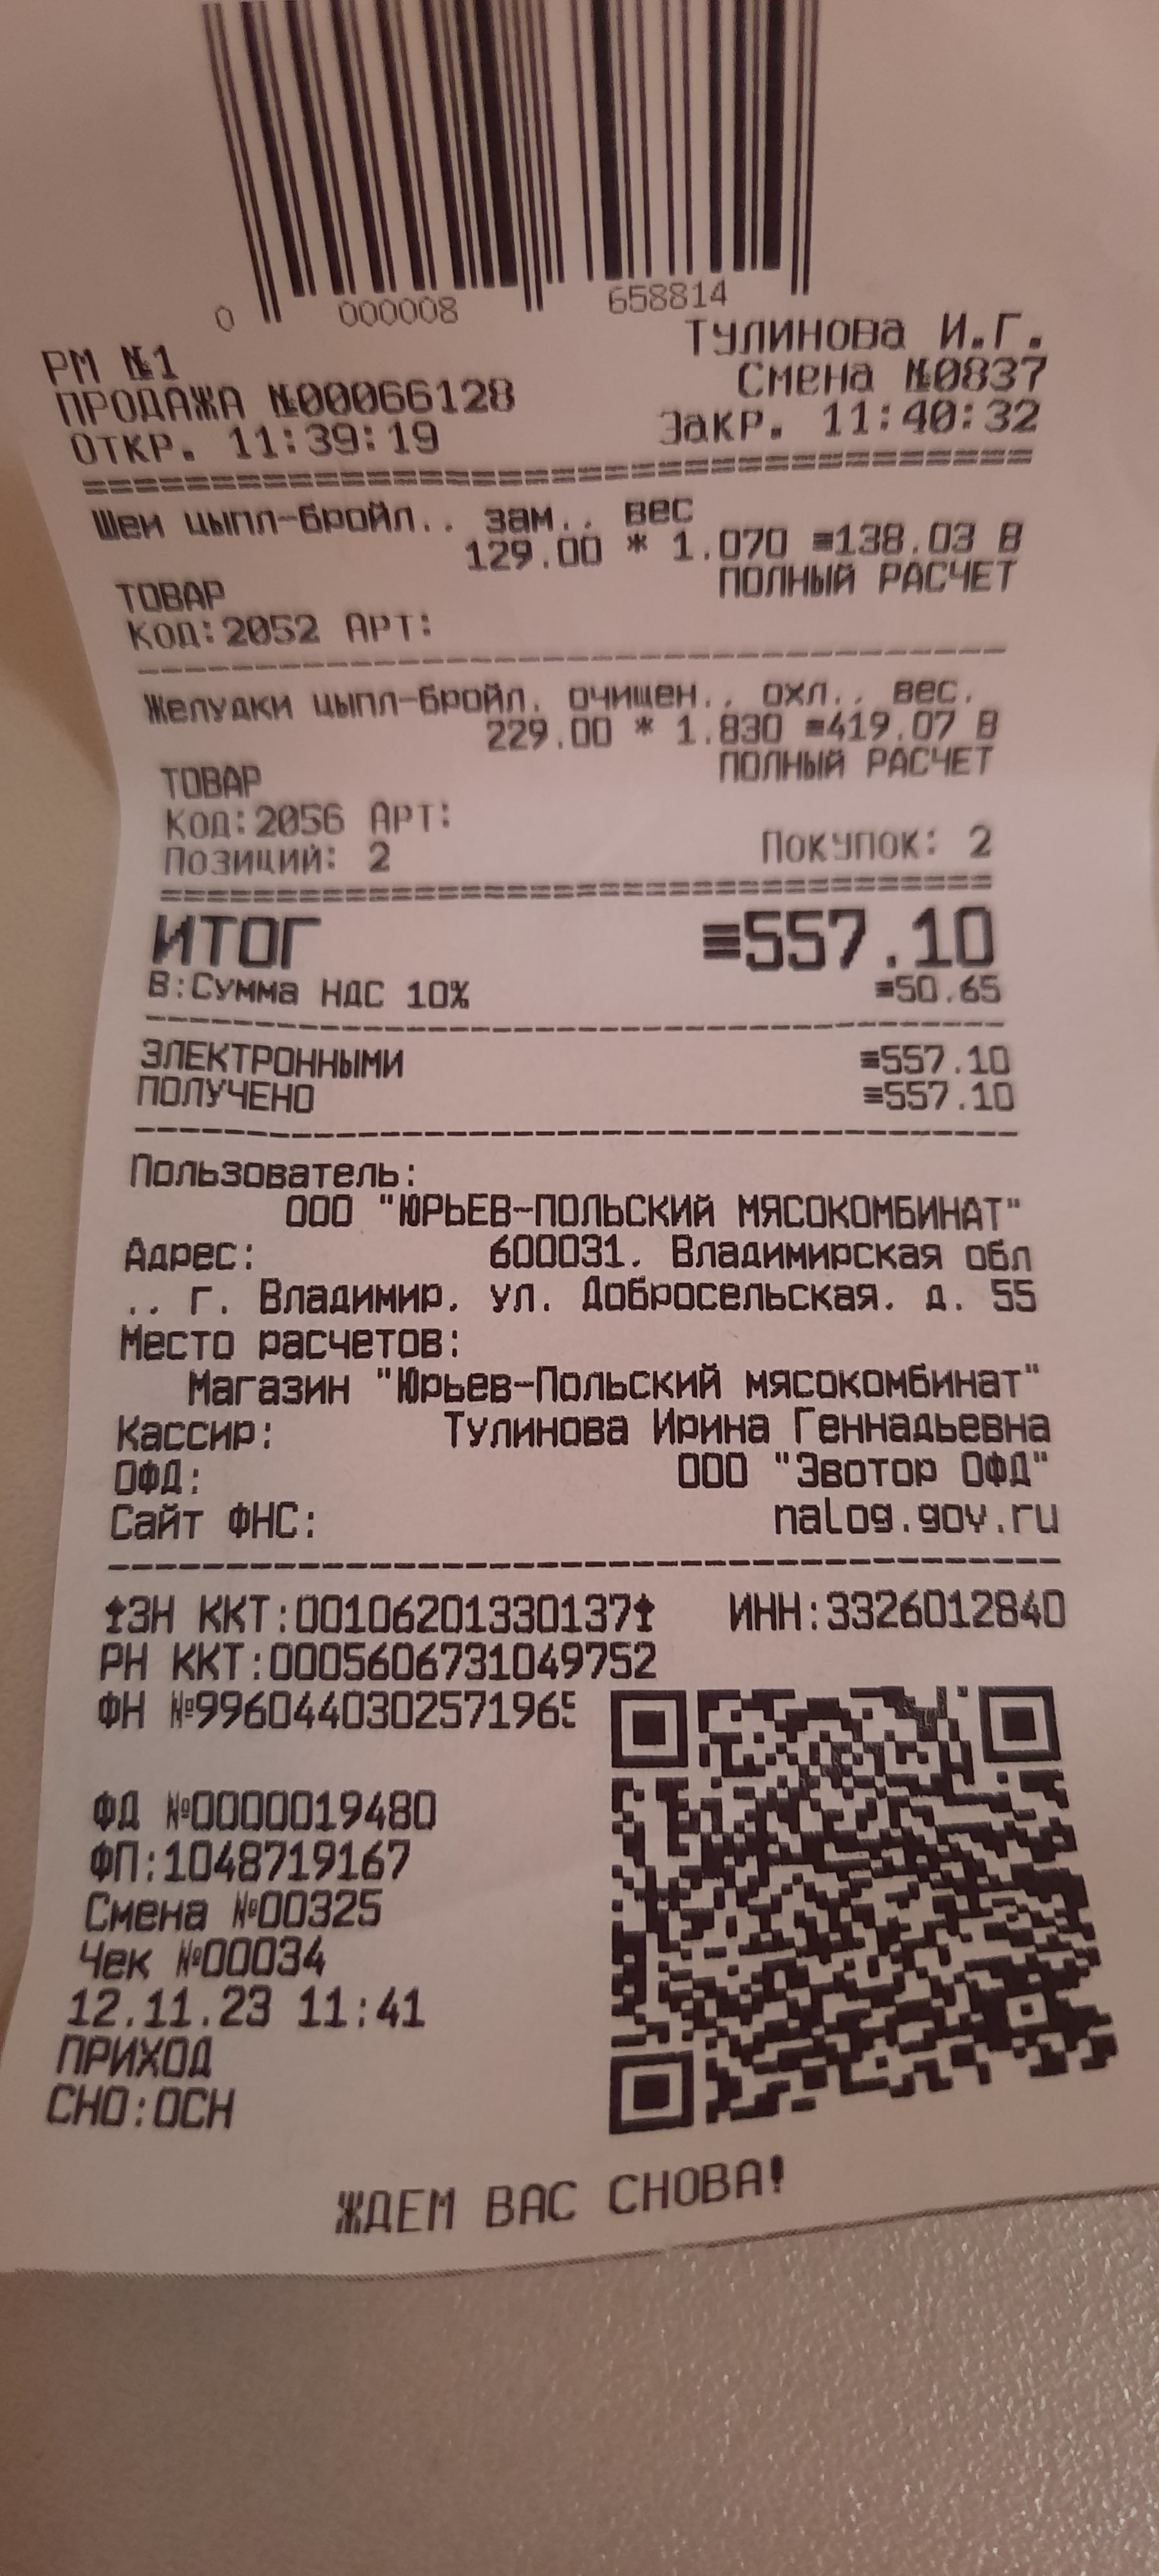 0 000008 658814
РМ №1 ТУЛИНОВА И.Г.
ПРОДАЖА №00066128 Смена №0837
Откр. 11:39:19 Закр. 11:40:32
Шеи цыпл-бройл., зам., вес
129.00 * 1.070 ≡138.03 В
ТОВАР ПОЛНЫЙ РАСЧЕТ
Код:2052 Арт:
Желудки цыпл-бройл. очищен., охл., вес.
229.00 * 1.830 ≡419.07 В
ТОВАР ПОЛНЫЙ РАСЧЕТ
Код:2056 Арт:
Позиций: 2 Покупок: 2
ИТОГ ≡557.10
В:Сумма НДС 10% ≡50.65
ЭЛЕКТРОННЫМИ ≡557.10
ПОЛУЧЕНО ≡557.10
Пользователь:
ООО "ЮРЬЕВ-ПОЛЬСКИЙ МЯСОКОМБИНАТ"
Адрес: 600031, Владимирская обл
., г. Владимир, ул. Добросельская, д. 55
Место расчетов:
Магазин "Юрьев-Польский мясокомбинат"
Кассир: Тулинова Ирина Геннадьевна
ОФД: ООО "Эвотор ОФД"
Сайт ФНС: nalog.gov.ru
ЗН ККТ:00106201330137 ИНН:3326012840
РН ККТ:0005606731049752
ФН №9960440302571965
ФД №0000019480
ФП:1048719167
Смена №00325
Чек №00034
12.11.23 11:41
ПРИХОД
СНО:ОСН
ЖДЕМ ВАС СНОВА!